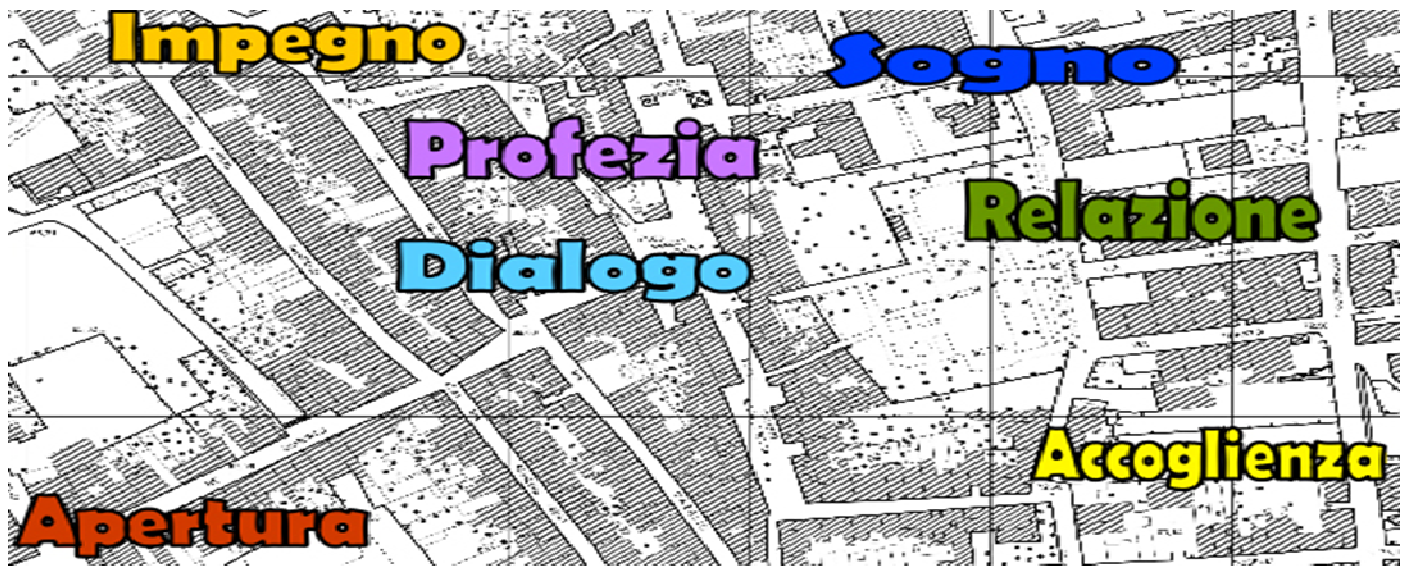 Impegno
Sogno
Profezia
Relazione
Dialogo
Accoglienza
Apertura